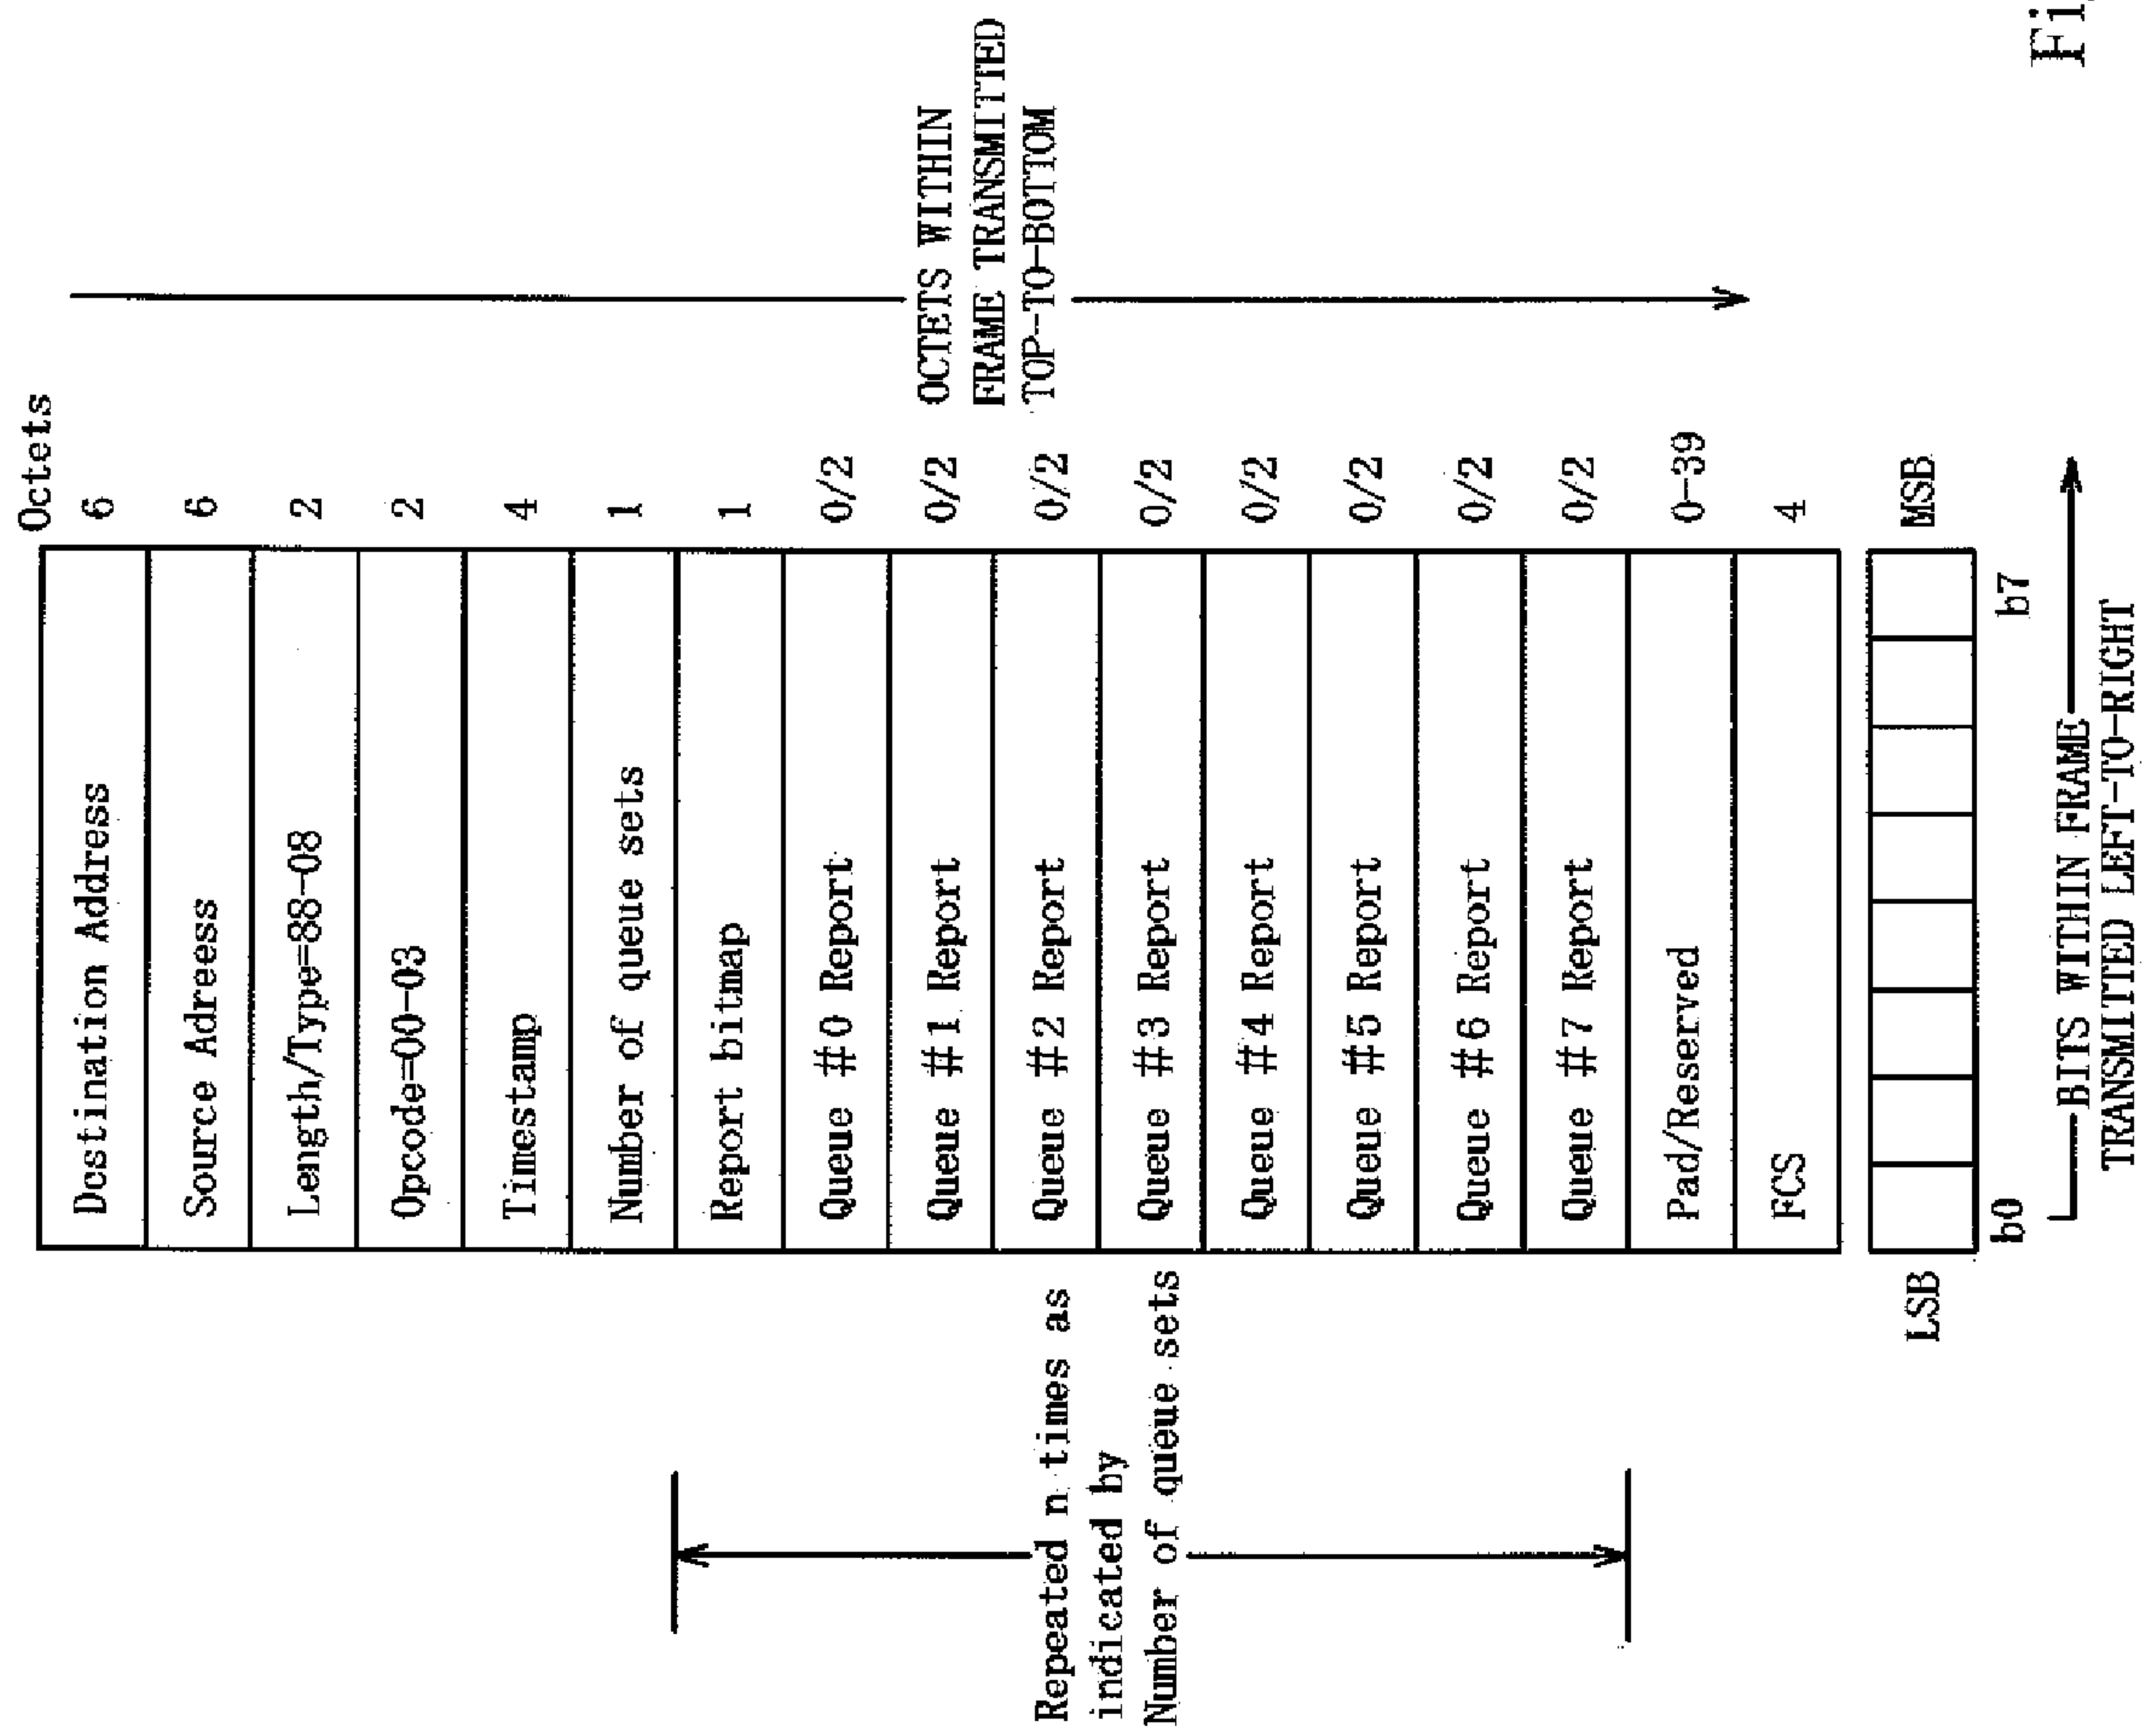 Octets
Destination Address 6
Source Adreess 6
Length/Type=88-08 2
Opcode=00-03 2
Timestamp 4
Number of queue sets 1
Report bitmap 1
Queue #0 Report 0/2
Queue #1 Report 0/2
Queue #2 Report 0/2
Queue #3 Report 0/2
Queue #4 Report 0/2
Queue #5 Report 0/2
Queue #6 Report 0/2
Queue #7 Report 0/2
Pad/Reserved 0-39
FCS 4
Repeated n times as
indicated by
Number of queue sets
OCTETS WITHIN
FRAME TRANSMITTED
TOP-TO-BOTTOM
LSB MSB
b0 b7
BITS WITHIN FRAME
TRANSMITTED LEFT-TO-RIGHT